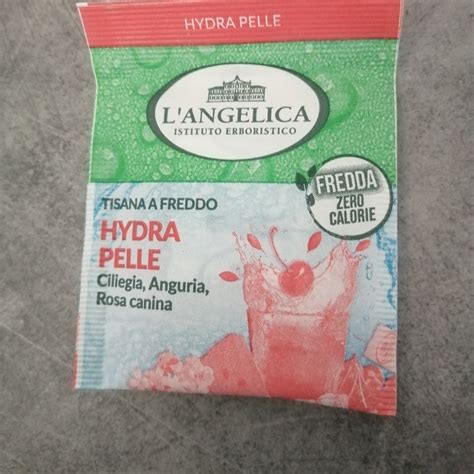 HYDRA PELLE
L'ANGELICA
ISTITUTO ERBORISTICO
FREDDA
ZERO
CALORIE
TISANA A FREDDO
HYDRA
PELLE
Ciliegia, Anguria,
Rosa canina